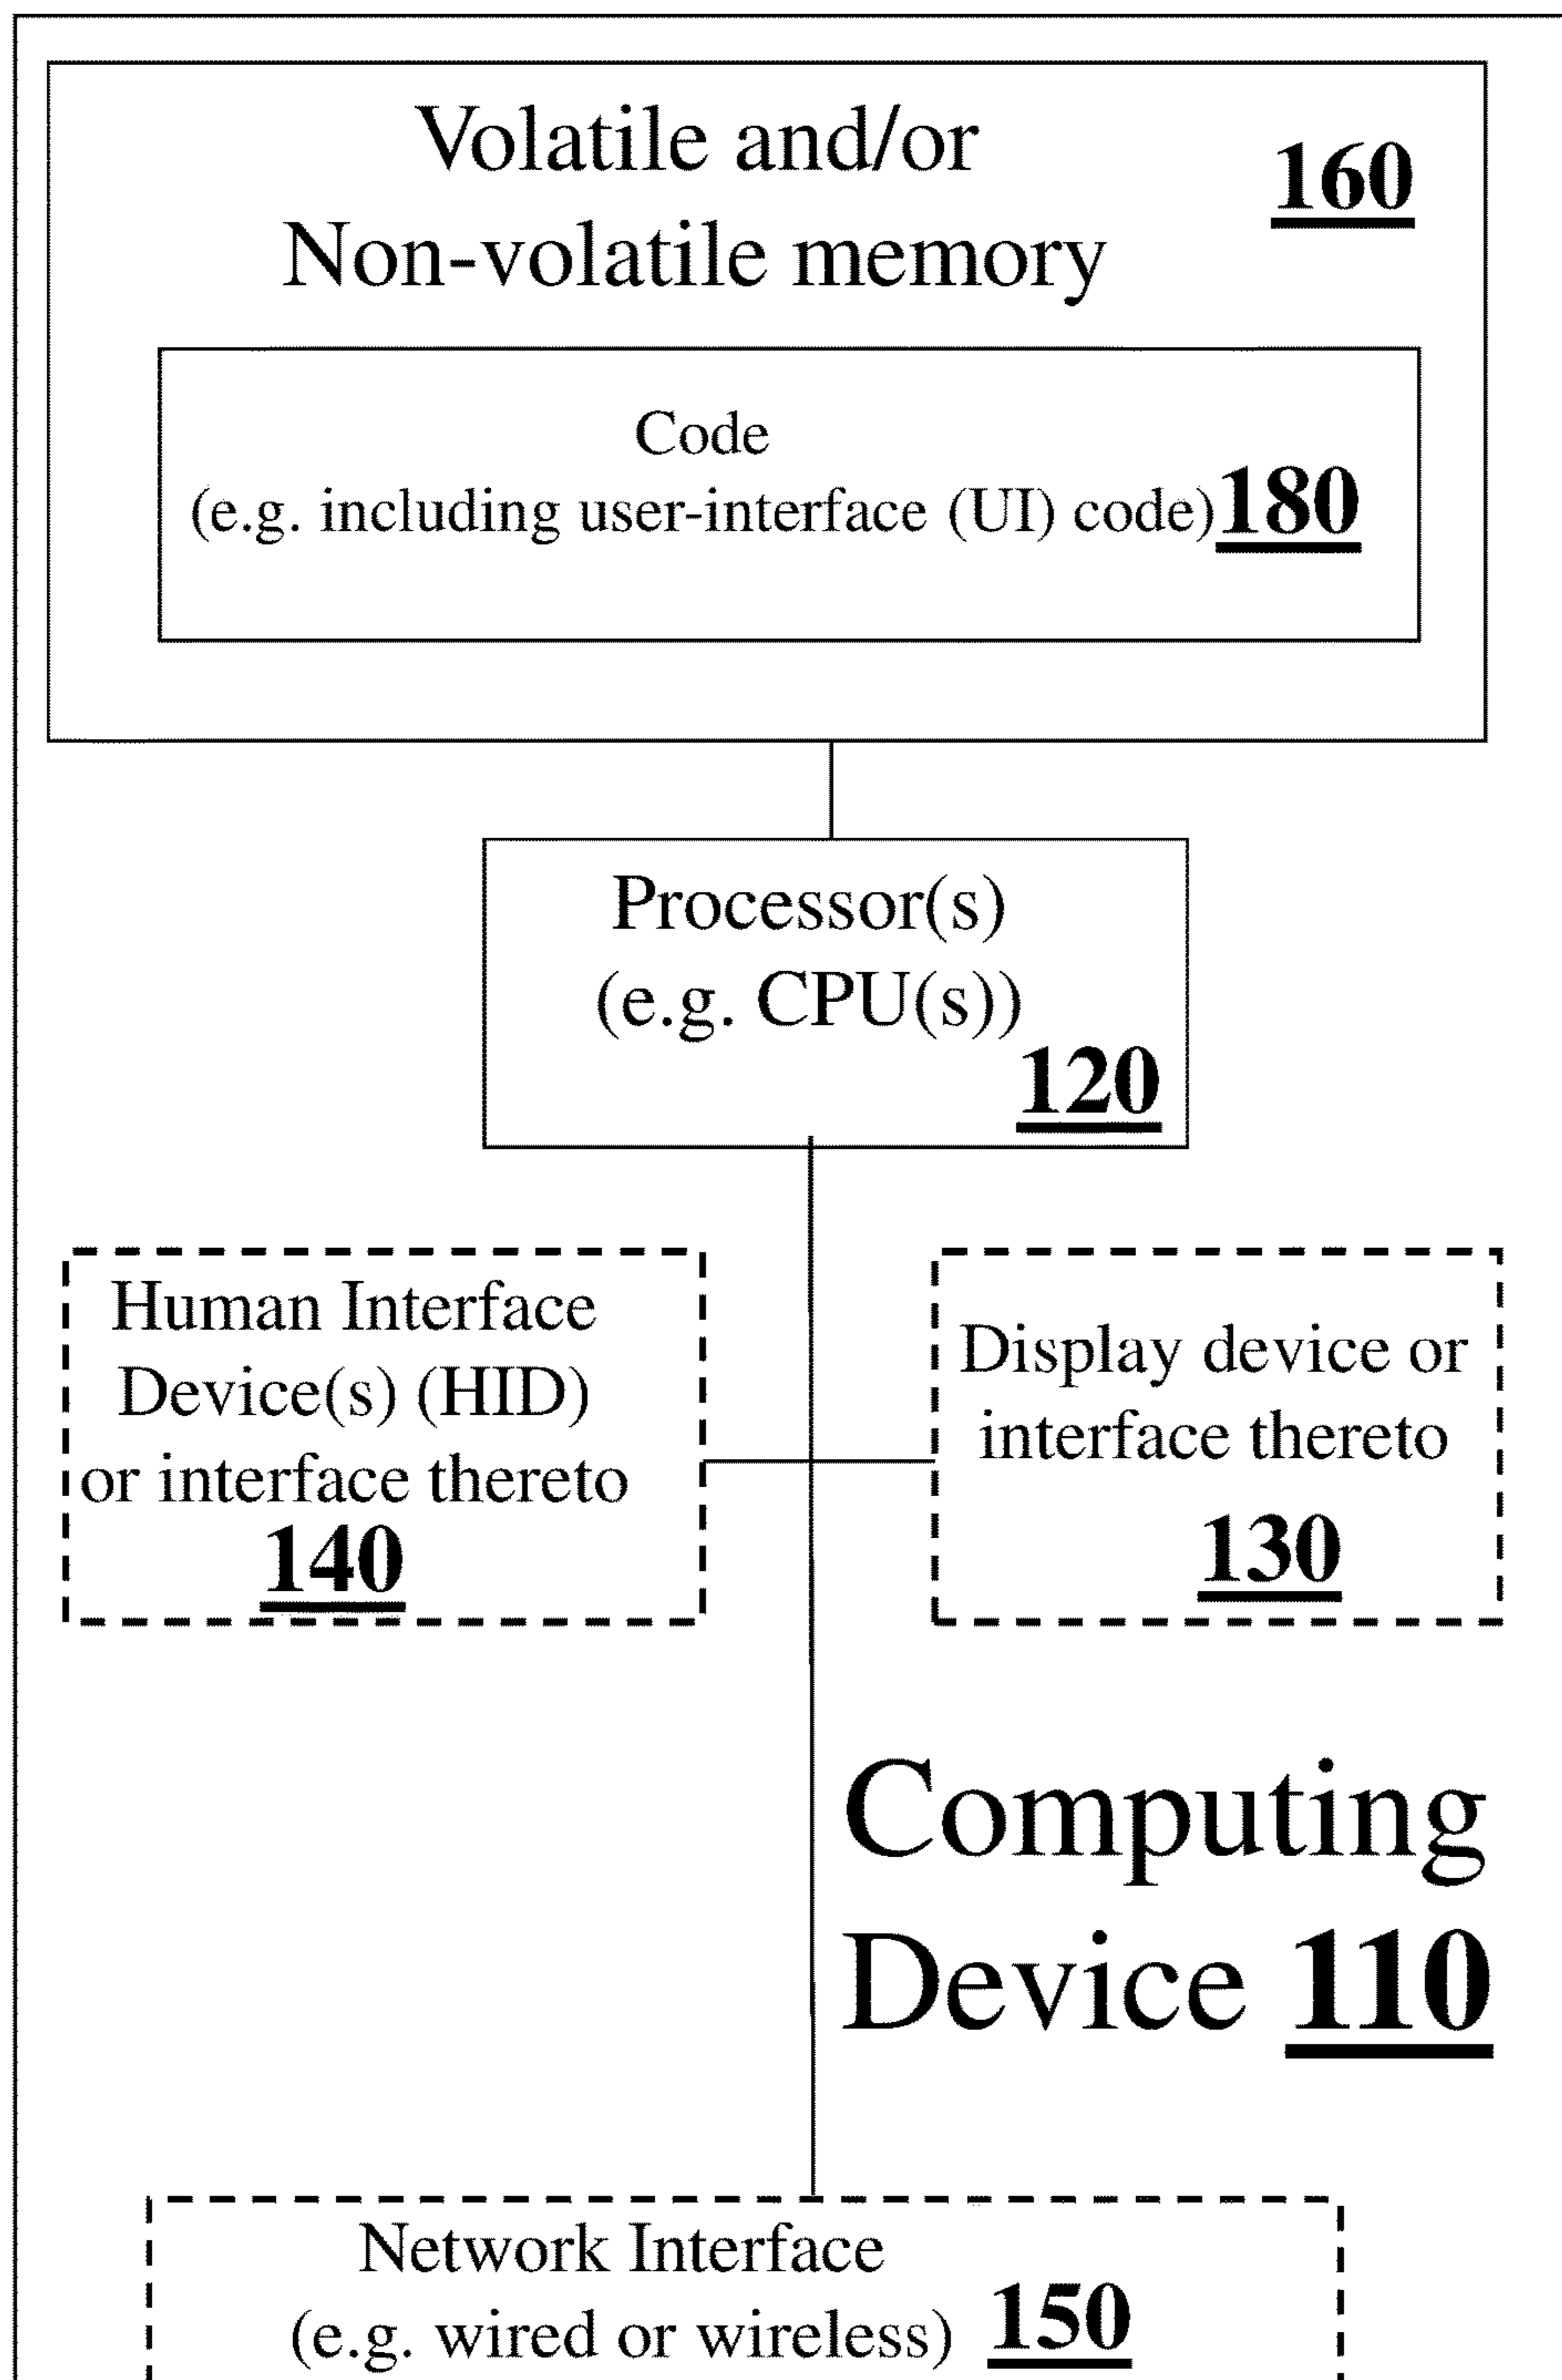 Volatile and/or
160
Non-volatile memory
Code
(e.g. including user-interface (UI) code)180
Processor(s)
(e.g. CPU(s))
120
Human Interface
Device(s) (HID)
or interface thereto
140
Display device or
interface thereto
130
Computing
Device 110
Network Interface
(e.g. wired or wireless) 150